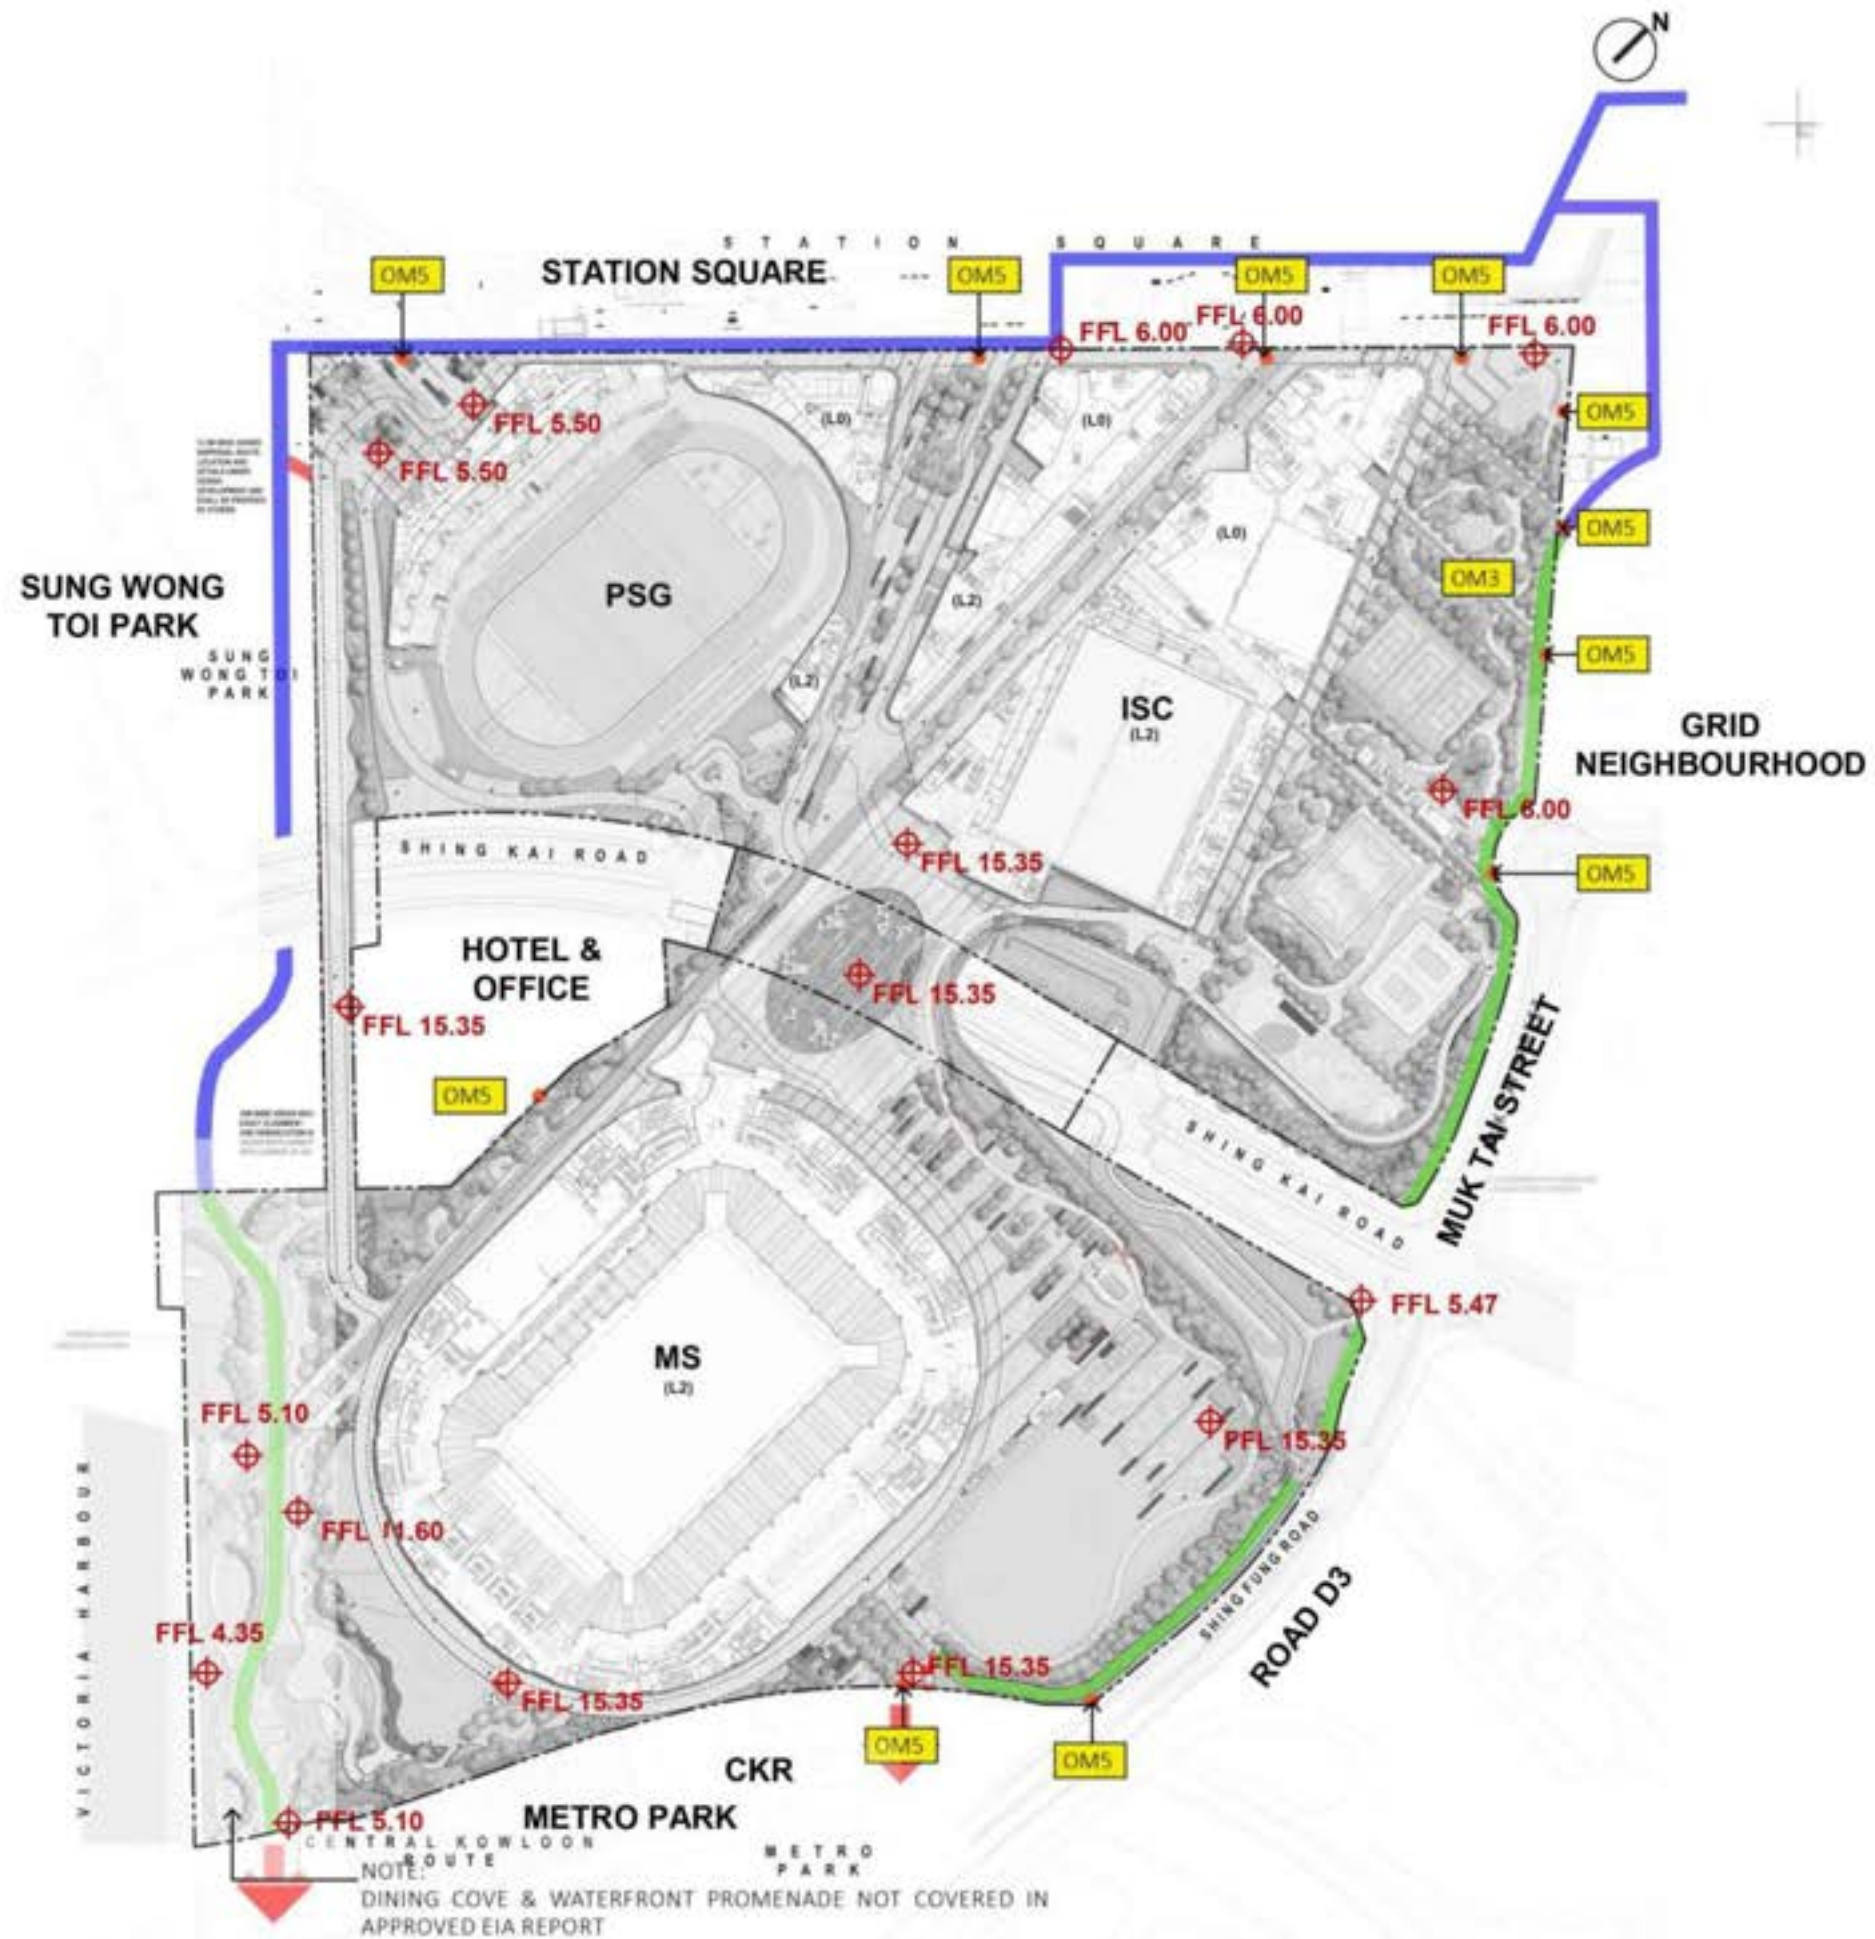 N
STATION SQUARE
OM5
STATION SQUARE
OM5
OM5
OM5
FFL 6.00
FFL 6.00
FFL 6.00
FFL 5.50
FFL 5.50
(L0)
(L0)
OM5
OM5
(L0)
OM3
SUNG WONG
TOI PARK
PSG
(L2)
SUNG
WONG TOI
PARK
(L2)
OM5
ISC
(L2)
GRID
NEIGHBOURHOOD
FFL 6.00
SHING KAI ROAD
FFL 15.35
OM5
HOTEL &
OFFICE
FFL 15.35
FFL 15.35
OM5
MUK TAI STREET
SHING KAI ROAD
FFL 5.47
MS
(L2)
FFL 5.10
FFL 15.35
FFL 11.60
VICTORIA HARBOUR
SHING FUNG ROAD
ROAD D3
FFL 4.35
FFL 15.35
FFL 15.35
OM5
OM5
CKR
METRO PARK
FFL 5.10
CENTRAL KOWLOON
ROUTE
METRO
PARK
NOTE:
DINING COVE & WATERFRONT PROMENADE NOT COVERED IN
APPROVED EIA REPORT